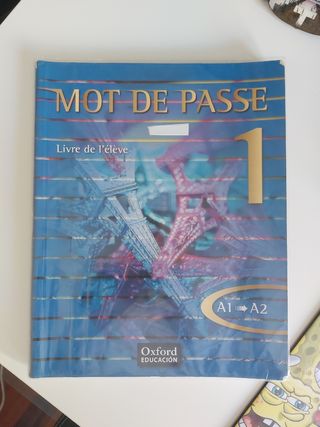 MOT DE PASSE
Livre de l'élève
1
A1 A2
Oxford
EDUCACIÓN